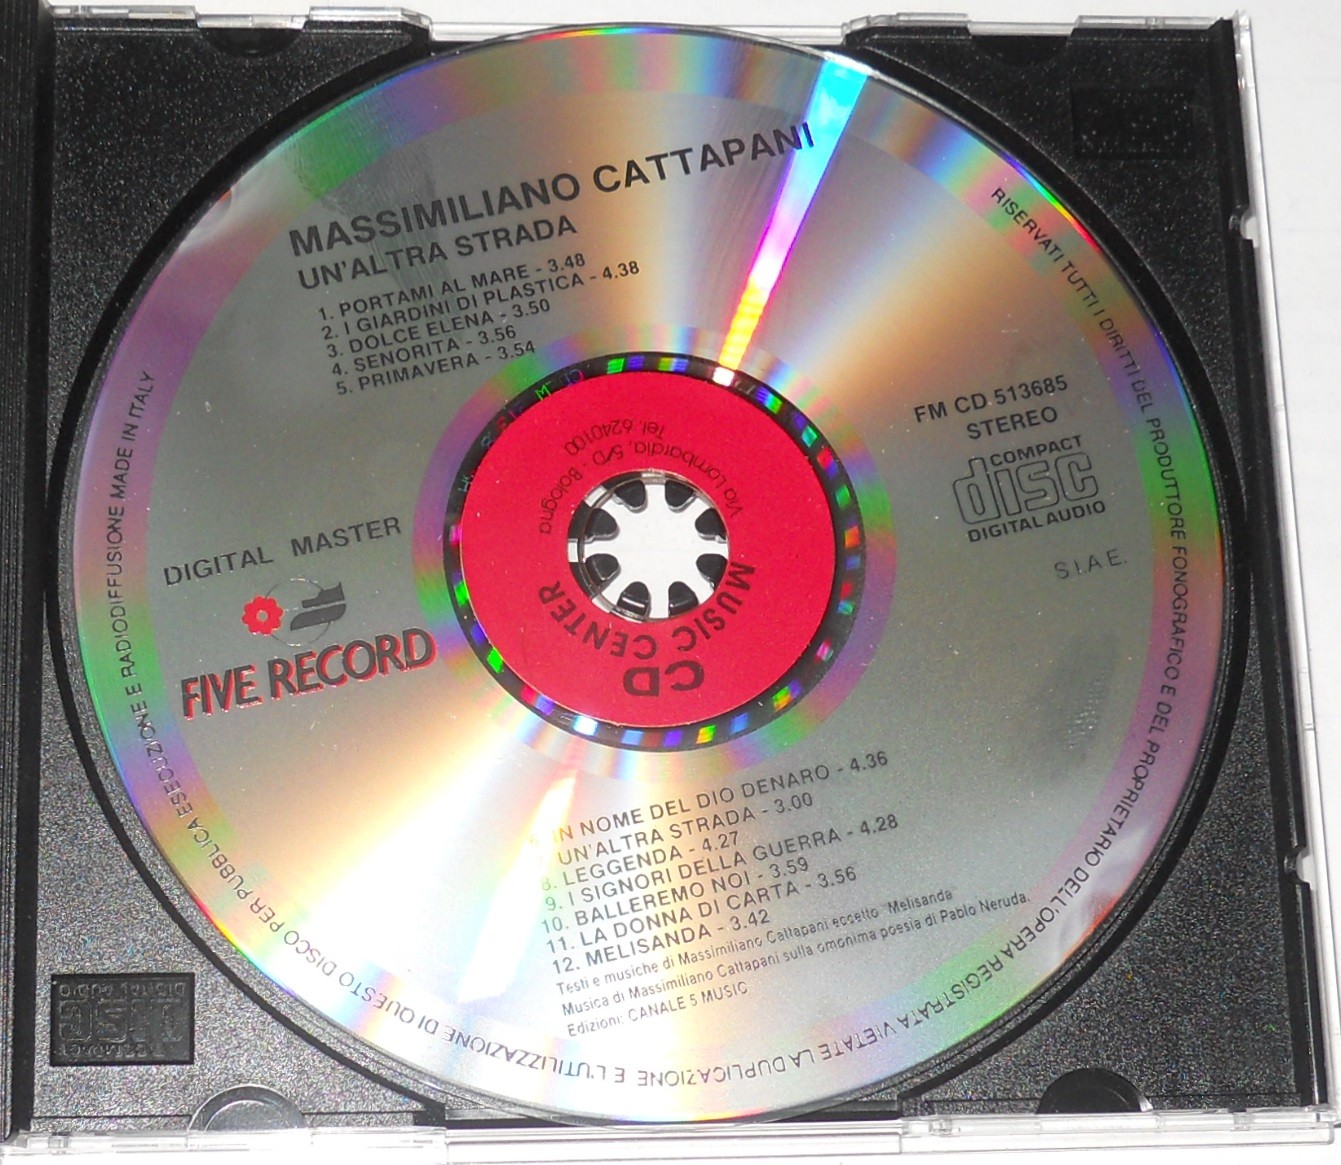 MASSIMILIANO CATTAPANI
UN'ALTRA STRADA
1. PORTAMI AL MARE - 3.48
2. I GIARDINI DI PLASTICA - 4.38
3. DOLCE ELENA - 3.50
4. SENORITA - 3.56
5. PRIMAVERA - 3.54
FM CD 513685
STEREO
COMPACT
disc
DIGITAL AUDIO
S.I.A.E.
DIGITAL MASTER
FIVE RECORD
Via Lombardia, 5/D - Bologna
Tel. 6240100
CD
MUSIC CENTER
IN NOME DEL DIO DENARO - 4.36
UN'ALTRA STRADA - 3.00
8. LEGGENDA - 4.27
9. I SIGNORI DELLA GUERRA - 4.28
10. BALLEREMO NOI - 3.59
11. LA DONNA DI CARTA - 3.56
12. MELISANDA - 3.42
Testi e musiche di Massimiliano Cattapani eccetto "Melisanda
Musica di Massimiliano Cattapani sulla omonima poesia di Pablo Neruda.
Edizioni: CANALE 5 MUSIC
RISERVATI TUTTI I DIRITTI DEL PRODUTTORE FONOGRAFICO E DEL PROPRIETARIO DELL'OPERA REGISTRATA VIETATE LA DUPLICAZIONE E L'UTILIZZAZIONE DI QUESTO DISCO PER PUBBLICA ESECUZIONE E RADIODIFFUSIONE MADE IN ITALY